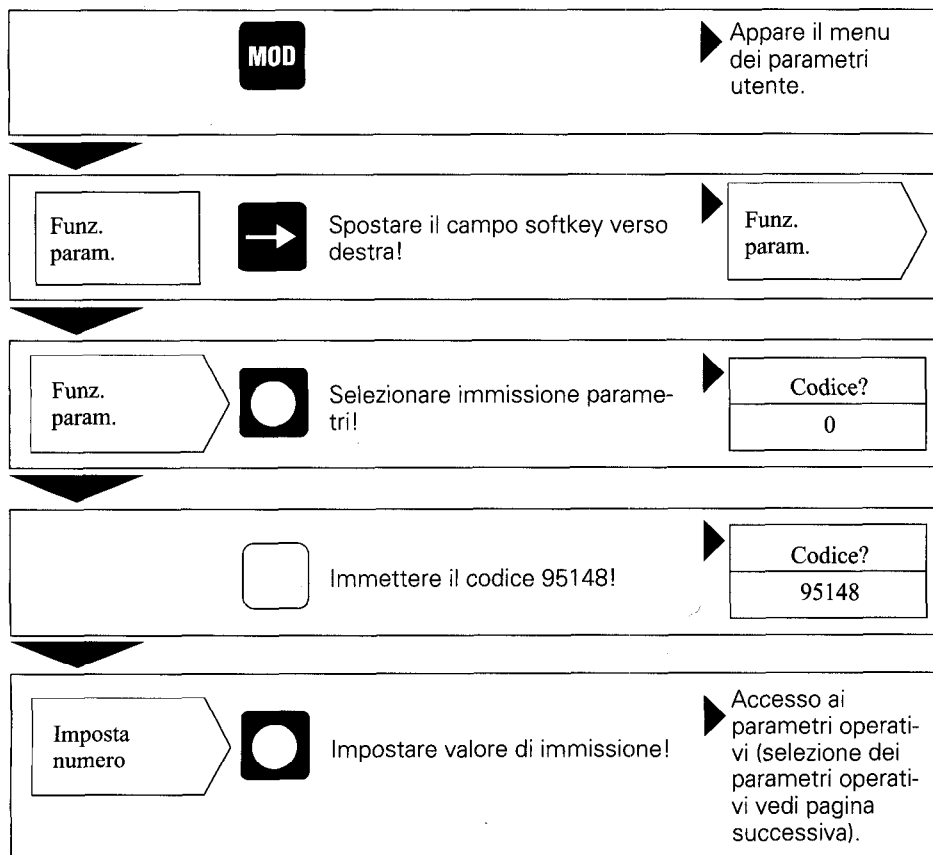 MOD
Appare il menu
dei parametri
utente.
Funz.
param.
Spostare il campo softkey verso
destra!
Funz.
param.
Funz.
param.
Selezionare immissione parame-
tri!
Codice?
0
Immettere il codice 95148!
Codice?
95148
Imposta
numero
Impostare valore di immissione!
Accesso ai
parametri operati-
vi (selezione dei
parametri operati-
vi vedi pagina
successiva).